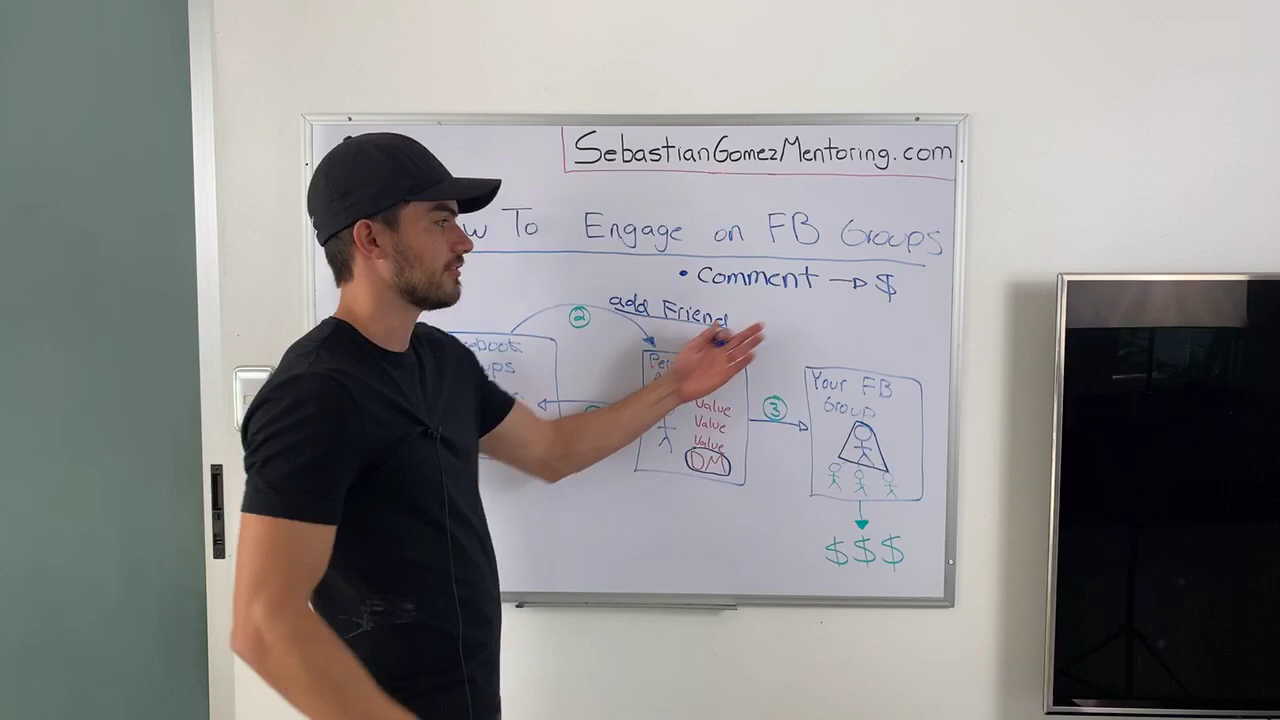 SebastianGomezMentoring.com
w To Engage on FB Groups
• Comment → $
add Friend
②
Value
Value
Value
DM
③
Your FB
Group
$$$